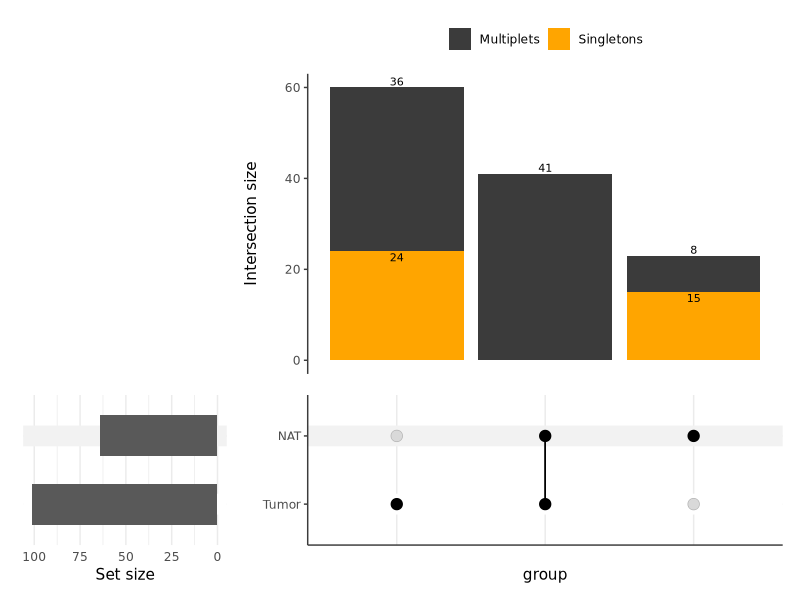 Multiplets Singletons
Intersection size
60
40
20
0
36
24
41
8
15
NAT
Tumor
100 75 50 25 0
Set size
group